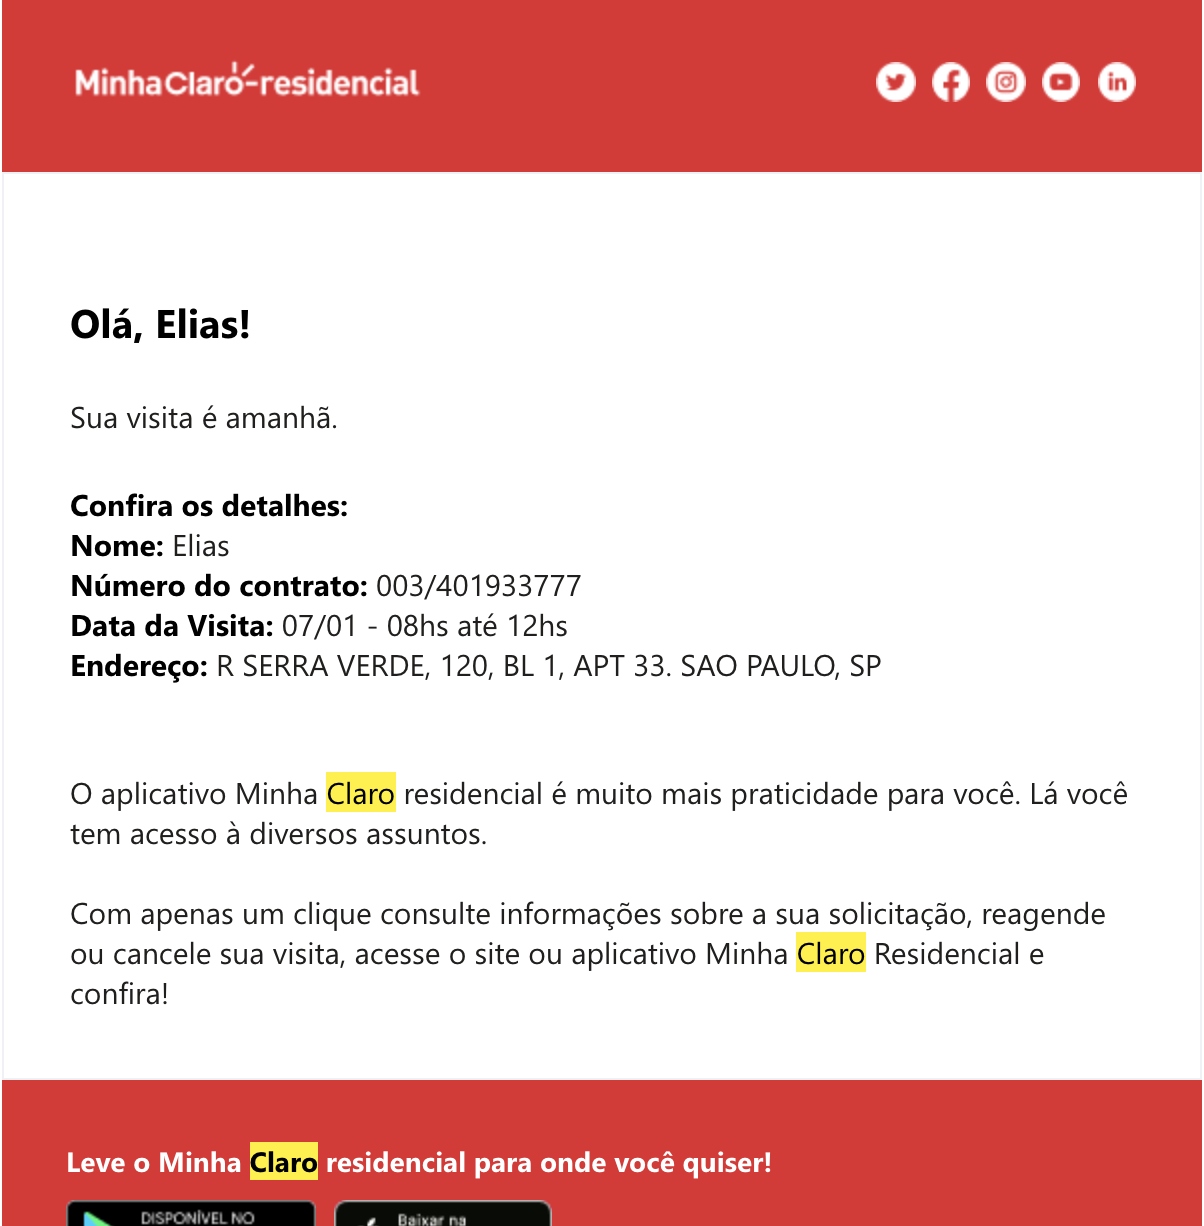 MinhaClaro-residencial
Olá, Elias!
Sua visita é amanhã.
Confira os detalhes:
Nome: Elias
Número do contrato: 003/401933777
Data da Visita: 07/01 - 08hs até 12hs
Endereço: R SERRA VERDE, 120, BL 1, APT 33. SAO PAULO, SP
O aplicativo Minha Claro residencial é muito mais praticidade para você. Lá você
tem acesso à diversos assuntos.
Com apenas um clique consulte informações sobre a sua solicitação, reagende
ou cancele sua visita, acesse o site ou aplicativo Minha Claro Residencial e
confira!
Leve o Minha Claro residencial para onde você quiser!
DISPONÍVEL NO
Baixar na